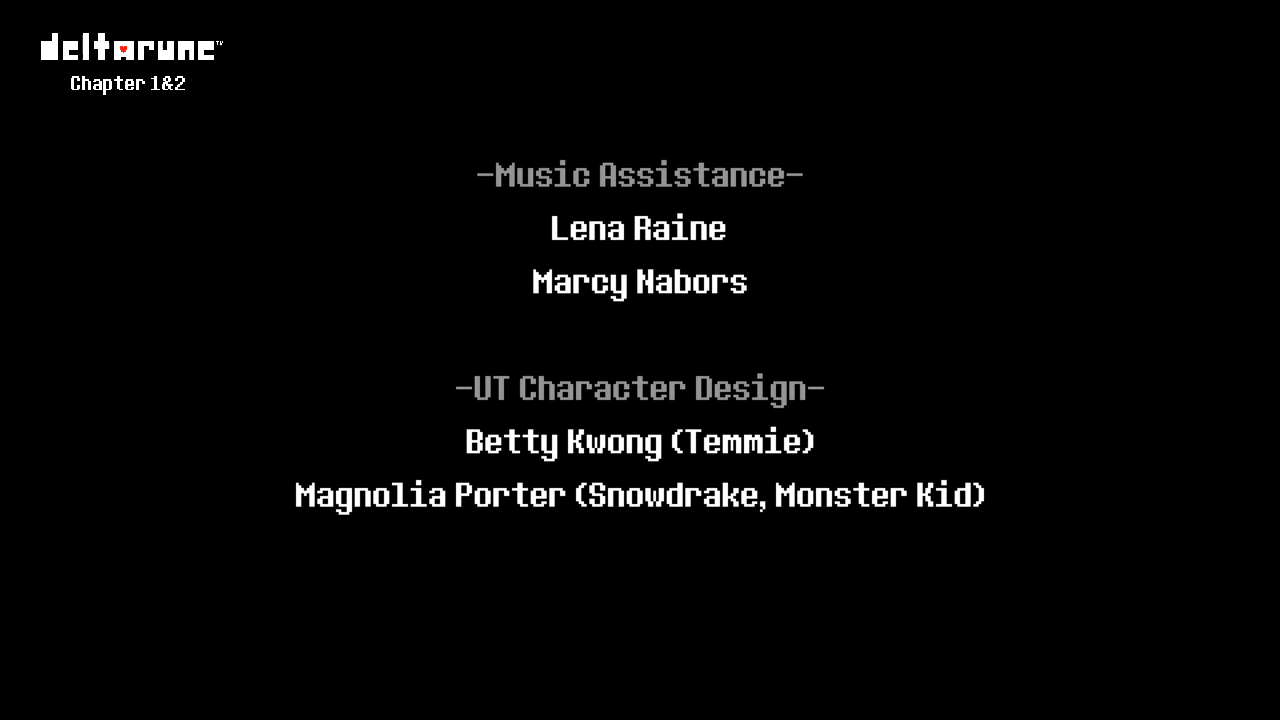 deltarune™
Chapter 1&2
-Music Assistance-
Lena Raine
Marcy Nabors
-UT Character Design-
Betty Kwong (Temmie)
Magnolia Porter (Snowdrake, Monster Kid)